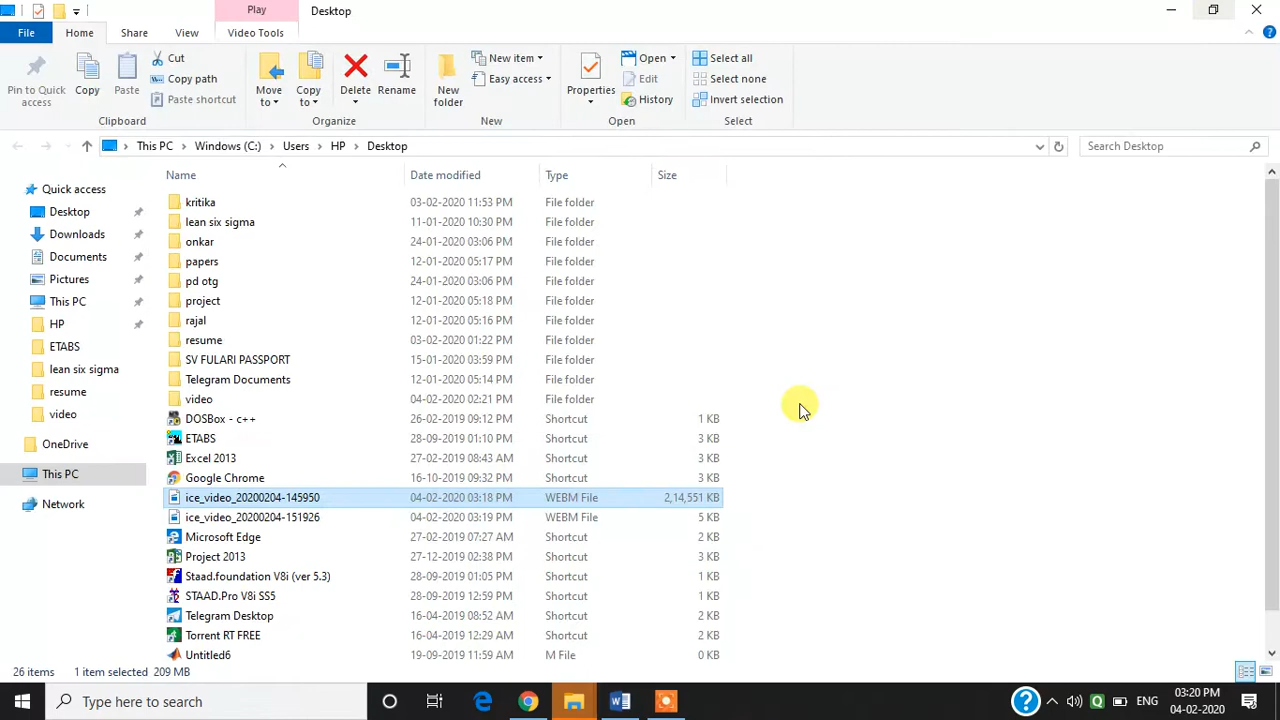 Play Desktop
File Home Share View Video Tools
Pin to Quick access
Copy
Paste
Cut
Copy path
Paste shortcut
Clipboard
Move to
Copy to
Delete
Rename
Organize
New folder
New item
Easy access
New
Properties
Open
Edit
History
Open
Select all
Select none
Invert selection
Select
This PC Windows (C:) Users HP Desktop Search Desktop
Quick access
Desktop
Downloads
Documents
Pictures
This PC
HP
ETABS
lean six sigma
resume
video
OneDrive
This PC
Network
Name Date modified Type Size
kritika 03-02-2020 11:53 PM File folder
lean six sigma 11-01-2020 10:30 PM File folder
onkar 24-01-2020 03:06 PM File folder
papers 12-01-2020 05:17 PM File folder
pd otg 24-01-2020 03:06 PM File folder
project 12-01-2020 05:18 PM File folder
rajal 12-01-2020 05:16 PM File folder
resume 03-02-2020 01:22 PM File folder
SV FULARI PASSPORT 15-01-2020 03:59 PM File folder
Telegram Documents 12-01-2020 05:14 PM File folder
video 04-02-2020 02:21 PM File folder
DOSBox - c++ 26-02-2019 09:12 PM Shortcut 1 KB
ETABS 28-09-2019 01:10 PM Shortcut 3 KB
Excel 2013 27-02-2019 08:43 AM Shortcut 3 KB
Google Chrome 16-10-2019 09:32 PM Shortcut 3 KB
ice_video_20200204-145950 04-02-2020 03:18 PM WEBM File 2,14,551 KB
ice_video_20200204-151926 04-02-2020 03:19 PM WEBM File 5 KB
Microsoft Edge 27-02-2019 07:27 AM Shortcut 2 KB
Project 2013 27-12-2019 02:38 PM Shortcut 3 KB
Staad.foundation V8i (ver 5.3) 28-09-2019 01:05 PM Shortcut 1 KB
STAAD.Pro V8i SS5 28-09-2019 12:59 PM Shortcut 1 KB
Telegram Desktop 16-04-2019 08:52 AM Shortcut 2 KB
Torrent RT FREE 16-04-2019 12:29 AM Shortcut 2 KB
Untitled6 19-09-2019 11:59 AM M File 0 KB
26 items 1 item selected 209 MB
Type here to search
ENG
03:20 PM
04-02-2020